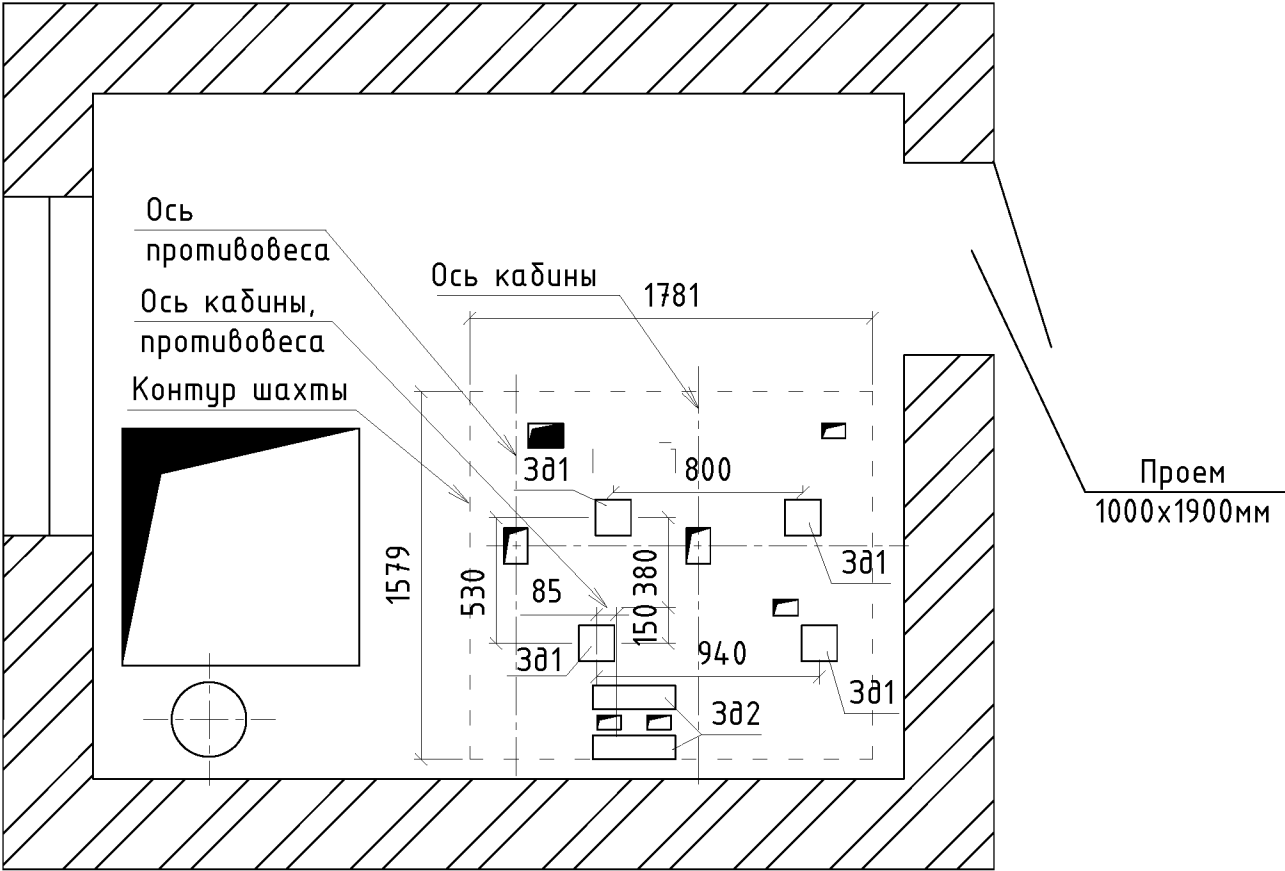 Ось
противовеса
Ось кабины,
противовеса
Контур шахты
Ось кабины
1781
Зд1
800
Проем
1000х1900мм
Зд1
1579
530
85
380
150
Зд1
940
Зд1
Зд2